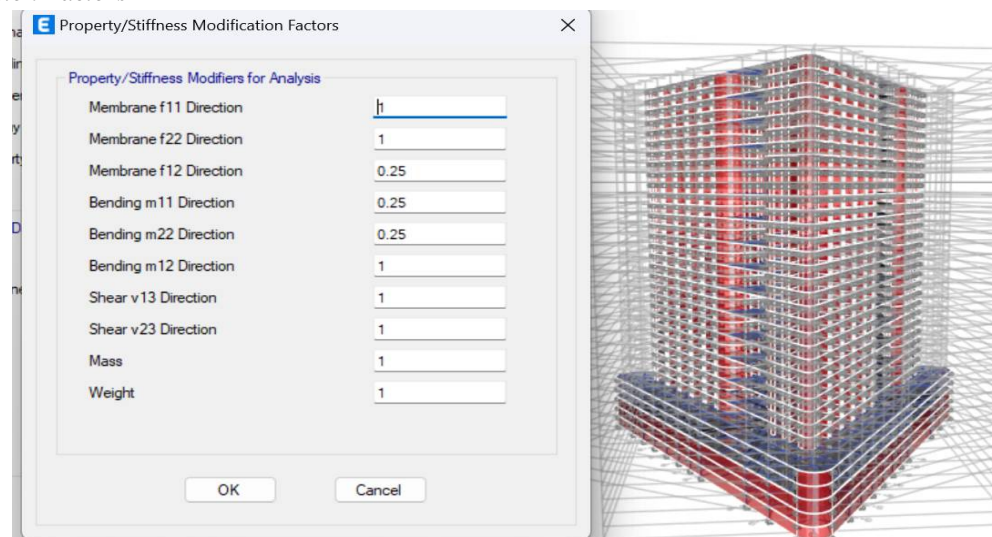 E Property/Stiffness Modification Factors
Property/Stiffness Modifiers for Analysis
Membrane f11 Direction 1
Membrane f22 Direction 1
Membrane f12 Direction 0.25
Bending m11 Direction 0.25
Bending m22 Direction 0.25
Bending m12 Direction 1
Shear v13 Direction 1
Shear v23 Direction 1
Mass 1
Weight 1
OK Cancel